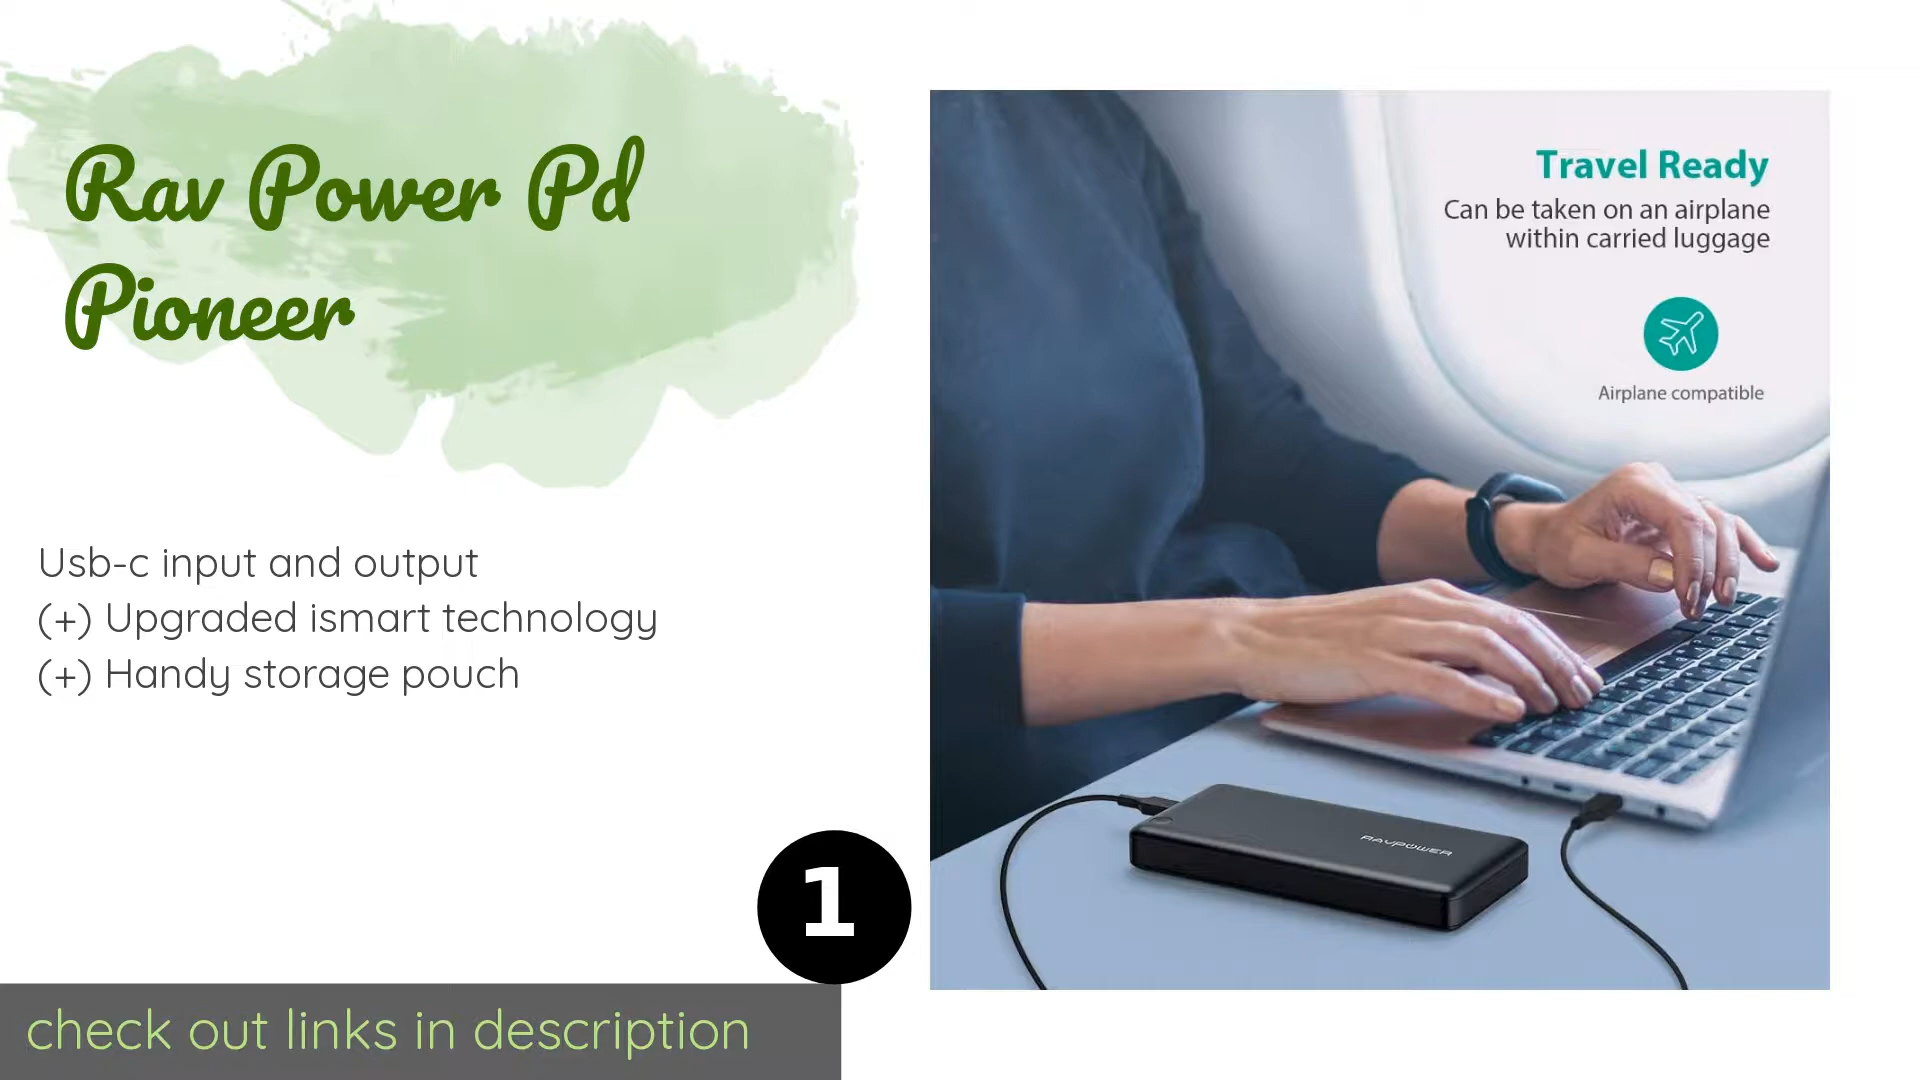 Rav Power Pd
Pioneer
Usb-c input and output
(+) Upgraded ismart technology
(+) Handy storage pouch
1
check out links in description
Travel Ready
Can be taken on an airplane
within carried luggage
Airplane compatible
RAVPOWER